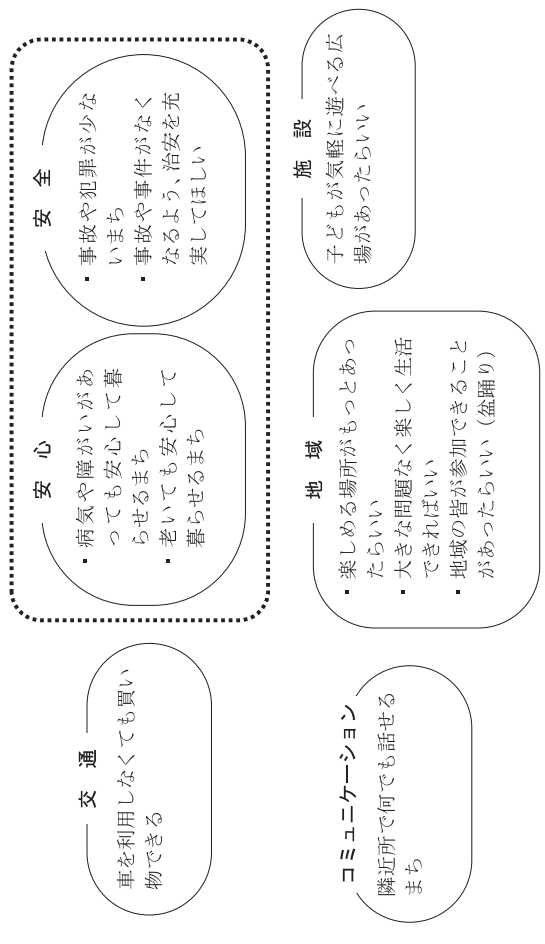 交 通
車を利用しなくても買い
物できる
安 心
・病気や障がいがあ
っても安心して暮
らせるまち
・老いても安心して
暮らせるまち
安 全
・事故や犯罪が少な
いまち
・事故や事件がなく
なるよう、治安を充
実してほしい
コミュニケーション
隣近所で何でも話せる
まち
地 域
・楽しめる場所がもっとあっ
たらいい
・大きな問題なく楽しく生活
できればいい
・地域の皆が参加できること
があったらいい（盆踊り）
施 設
子どもが気軽に遊べる広
場があったらいい